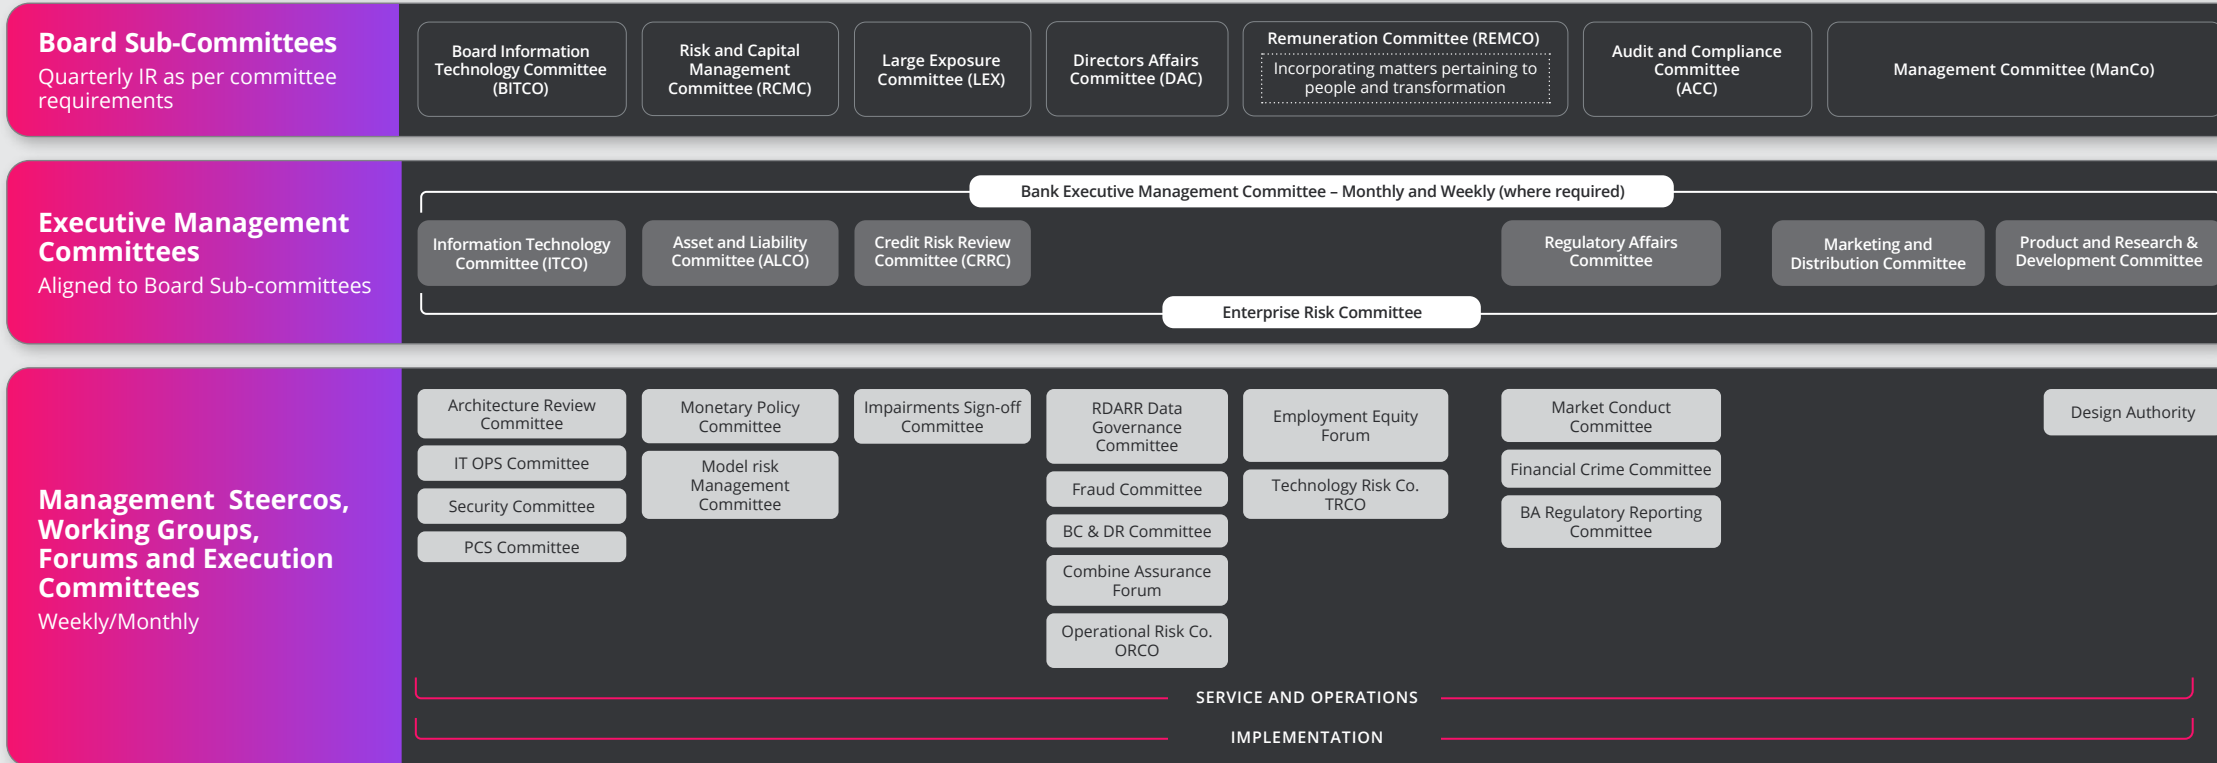 Board Sub-Committees
Quarterly IR as per committee
requirements
Board Information
Technology Committee
(BITCO)
Risk and Capital
Management
Committee (RCMC)
Large Exposure
Committee (LEX)
Directors Affairs
Committee (DAC)
Remuneration Committee (REMCO)
Incorporating matters pertaining to
people and transformation
Audit and Compliance
Committee
(ACC)
Management Committee (ManCo)
Executive Management
Committees
Aligned to Board Sub-committees
Bank Executive Management Committee – Monthly and Weekly (where required)
Information Technology
Committee (ITCO)
Asset and Liability
Committee (ALCO)
Credit Risk Review
Committee (CRRC)
Regulatory Affairs
Committee
Marketing and
Distribution Committee
Product and Research &
Development Committee
Enterprise Risk Committee
Management  Steercos,
Working Groups,
Forums and Execution
Committees
Weekly/Monthly
Architecture Review
Committee
IT OPS Committee
Security Committee
PCS Committee
Monetary Policy
Committee
Model risk
Management
Committee
Impairments Sign-off
Committee
RDARR Data
Governance
Committee
Fraud Committee
BC & DR Committee
Combine Assurance
Forum
Operational Risk Co.
ORCO
Employment Equity
Forum
Technology Risk Co.
TRCO
Market Conduct
Committee
Financial Crime Committee
BA Regulatory Reporting
Committee
Design Authority
SERVICE AND OPERATIONS
IMPLEMENTATION